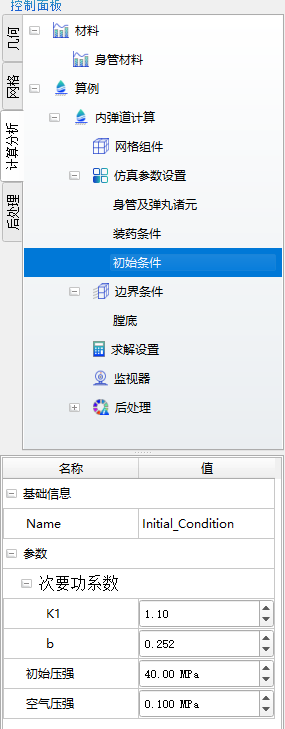 控制面板
几何
网格
计算分析
后处理
材料
身管材料
算例
内弹道计算
网格组件
仿真参数设置
身管及弹丸诸元
装药条件
初始条件
边界条件
膛底
求解设置
监视器
后处理
名称 值
基础信息
Name Initial_Condition
参数
次要功系数
K1 1.10
b 0.252
初始压强 40.00 MPa
空气压强 0.100 MPa